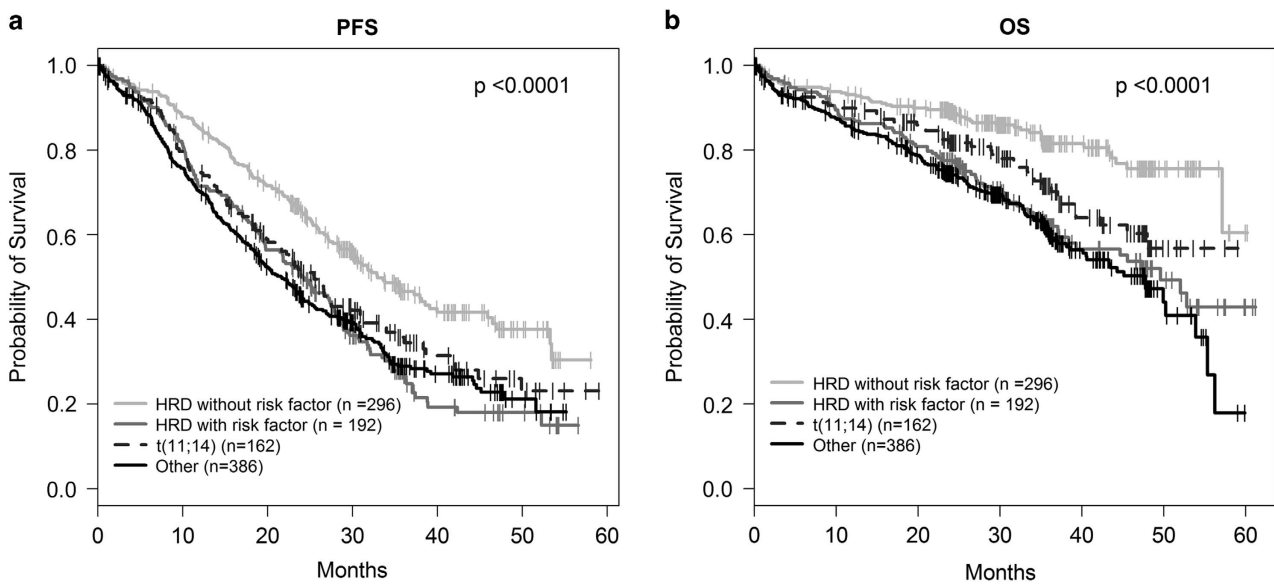 a
PFS
p <0.0001
Probability of Survival
1.0
0.8
0.6
0.4
0.2
0.0
HRD without risk factor (n =296)
HRD with risk factor (n = 192)
t(11;14) (n=162)
Other (n=386)
0 10 20 30 40 50 60
Months
b
OS
p <0.0001
Probability of Survival
1.0
0.8
0.6
0.4
0.2
0.0
HRD without risk factor (n =296)
HRD with risk factor (n = 192)
t(11;14) (n=162)
Other (n=386)
0 10 20 30 40 50 60
Months